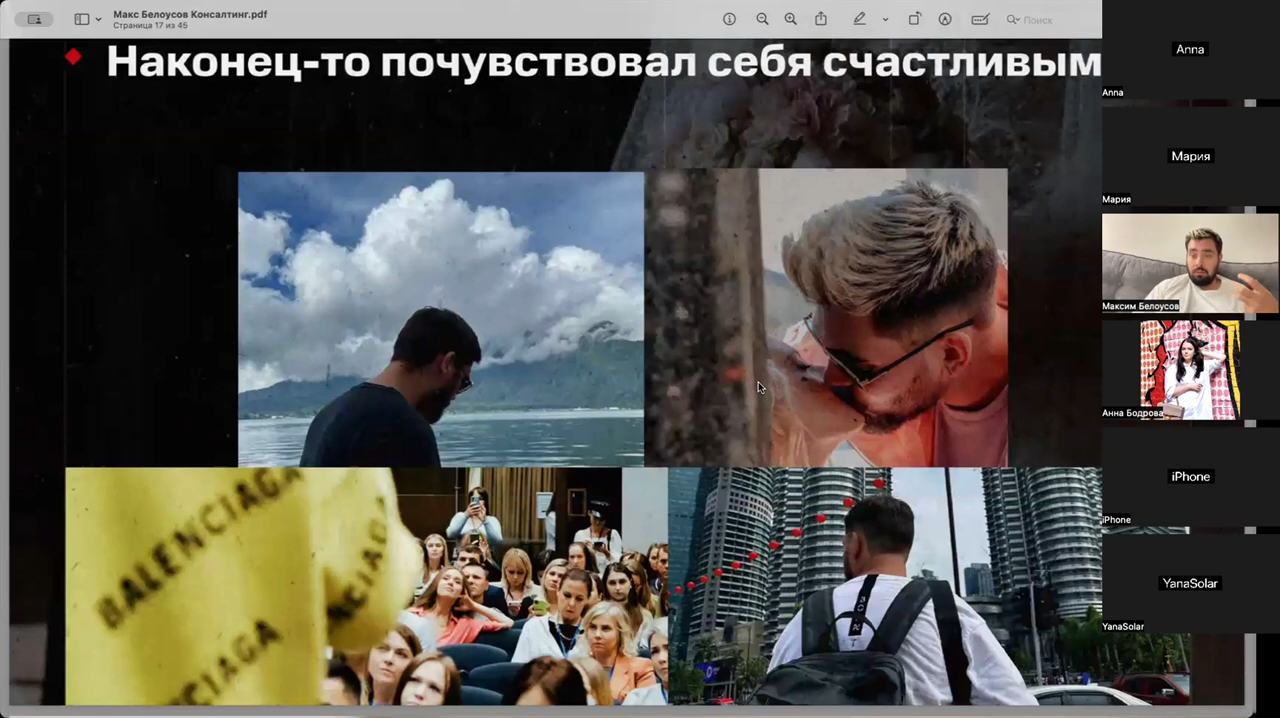 Макс Белоусов Консалтинг.pdf
Страница 17 из 45
Поиск
Наконец-то почувствовал себя счастливым
BALENCIAGA
Anna
Anna
Мария
Мария
Максим Белоусов
Анна Бодрова
iPhone
iPhone
YanaSolar
YanaSolar